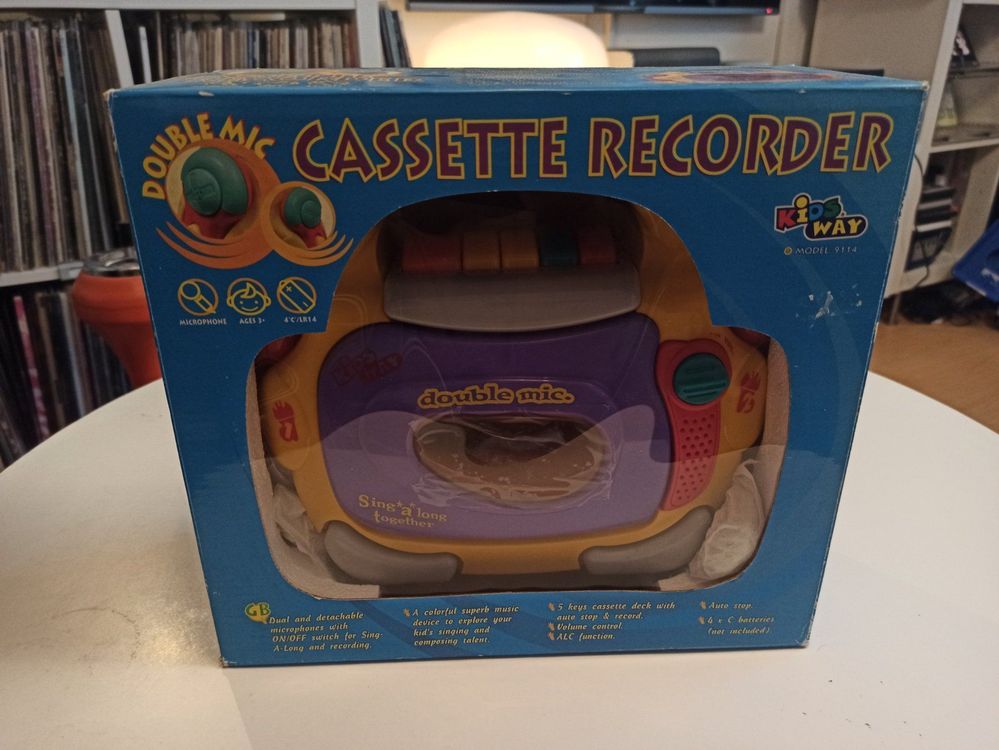 DOUBLE MIC
CASSETTE RECORDER
KiDS
WAY
MODEL 9114
MICROPHONE
AGES 3+
4"C"/LR14
double mic.
Sing*a*long
together
GB
Dual and detachable
microphones with
ON/OFF switch for Sing-
A-Long and recording.
A colorful superb music
device to explore your
kid's singing and
composing talent.
5 keys cassette deck with
auto stop & record.
Volume control.
ALC function.
Auto stop.
4 x C batteries
(not included).